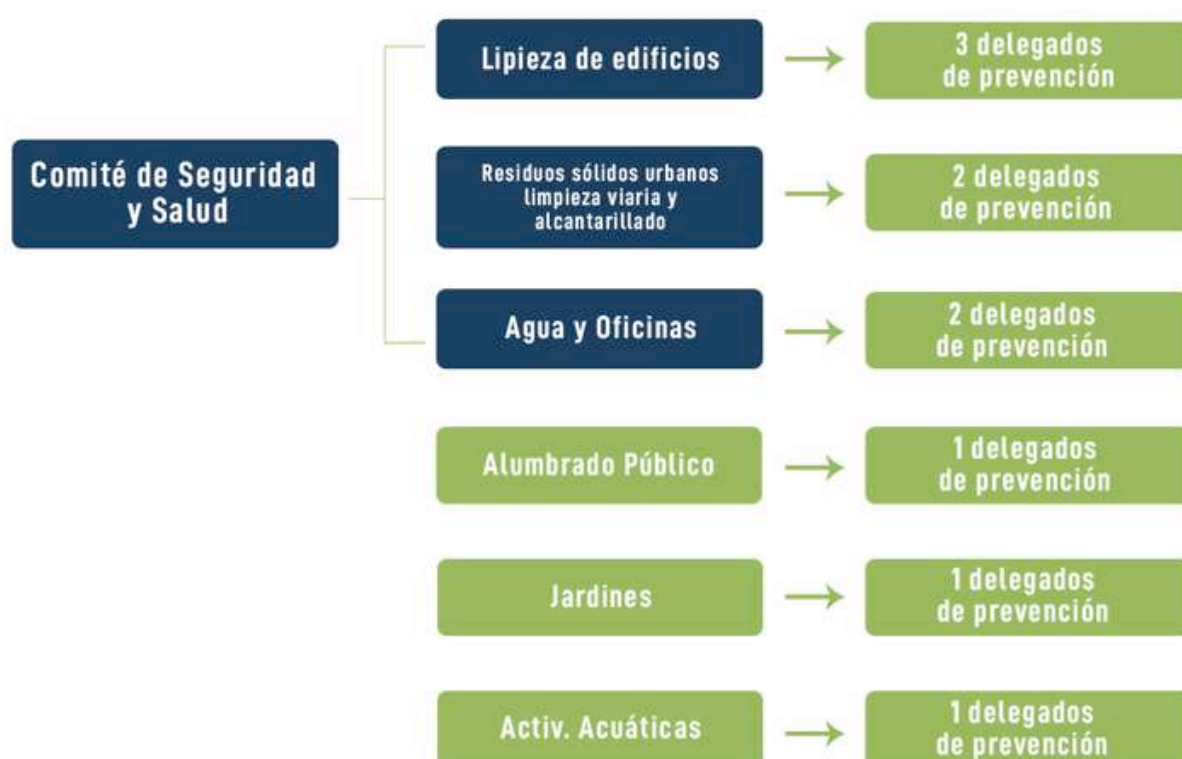 Comité de Seguridad
y Salud
Lipieza de edificios
3 delegados
de prevención
Residuos sólidos urbanos
limpieza viaria y
alcantarillado
2 delegados
de prevención
Agua y Oficinas
2 delegados
de prevención
Alumbrado Público
1 delegados
de prevención
Jardines
1 delegados
de prevención
Activ. Acuáticas
1 delegados
de prevención